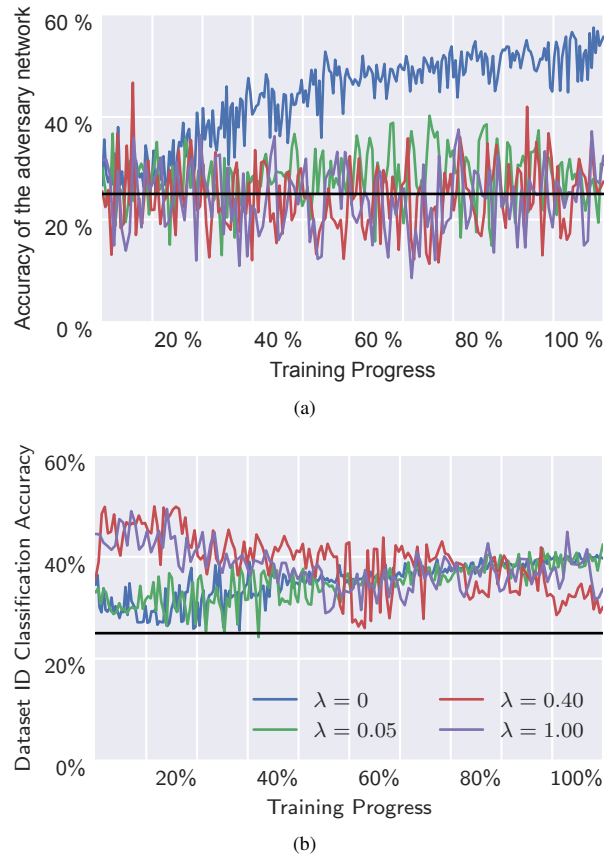 60 %
40 %
20 %
0 %
Accuracy of the adversary network
20 % 40 % 60 % 80 % 100 %
Training Progress
(a)
60%
40%
20%
0%
Dataset ID Classification Accuracy
λ = 0 λ = 0.40
λ = 0.05 λ = 1.00
20% 40% 60% 80% 100%
Training Progress
(b)